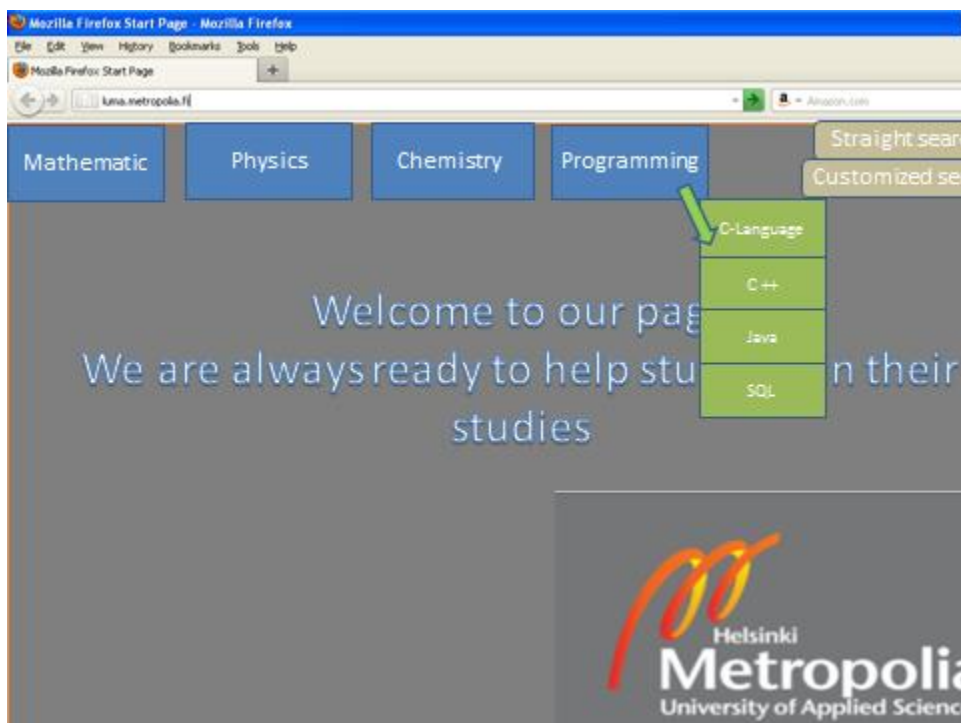 Mozilla Firefox Start Page - Mozilla Firefox
File Edit View History Bookmarks Tools Help
Mozilla Firefox Start Page +
luma.metropolia.fi
a Amazon.com
Mathematic Physics Chemistry Programming
Straight sear
Customized se
C-Language
C ++
Java
SQL
Welcome to our pag
We are always ready to help stu n their
studies
Helsinki
Metropolia
University of Applied Scienc